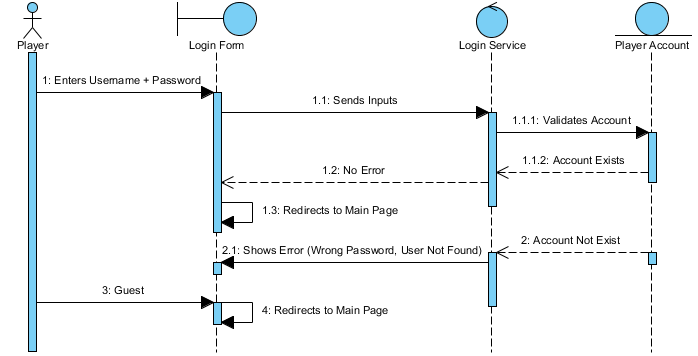 Player
Login Form
Login Service
Player Account
1: Enters Username + Password
1.1: Sends Inputs
1.1.1: Validates Account
1.1.2: Account Exists
1.2: No Error
1.3: Redirects to Main Page
2: Account Not Exist
2.1: Shows Error (Wrong Password, User Not Found)
3: Guest
4: Redirects to Main Page